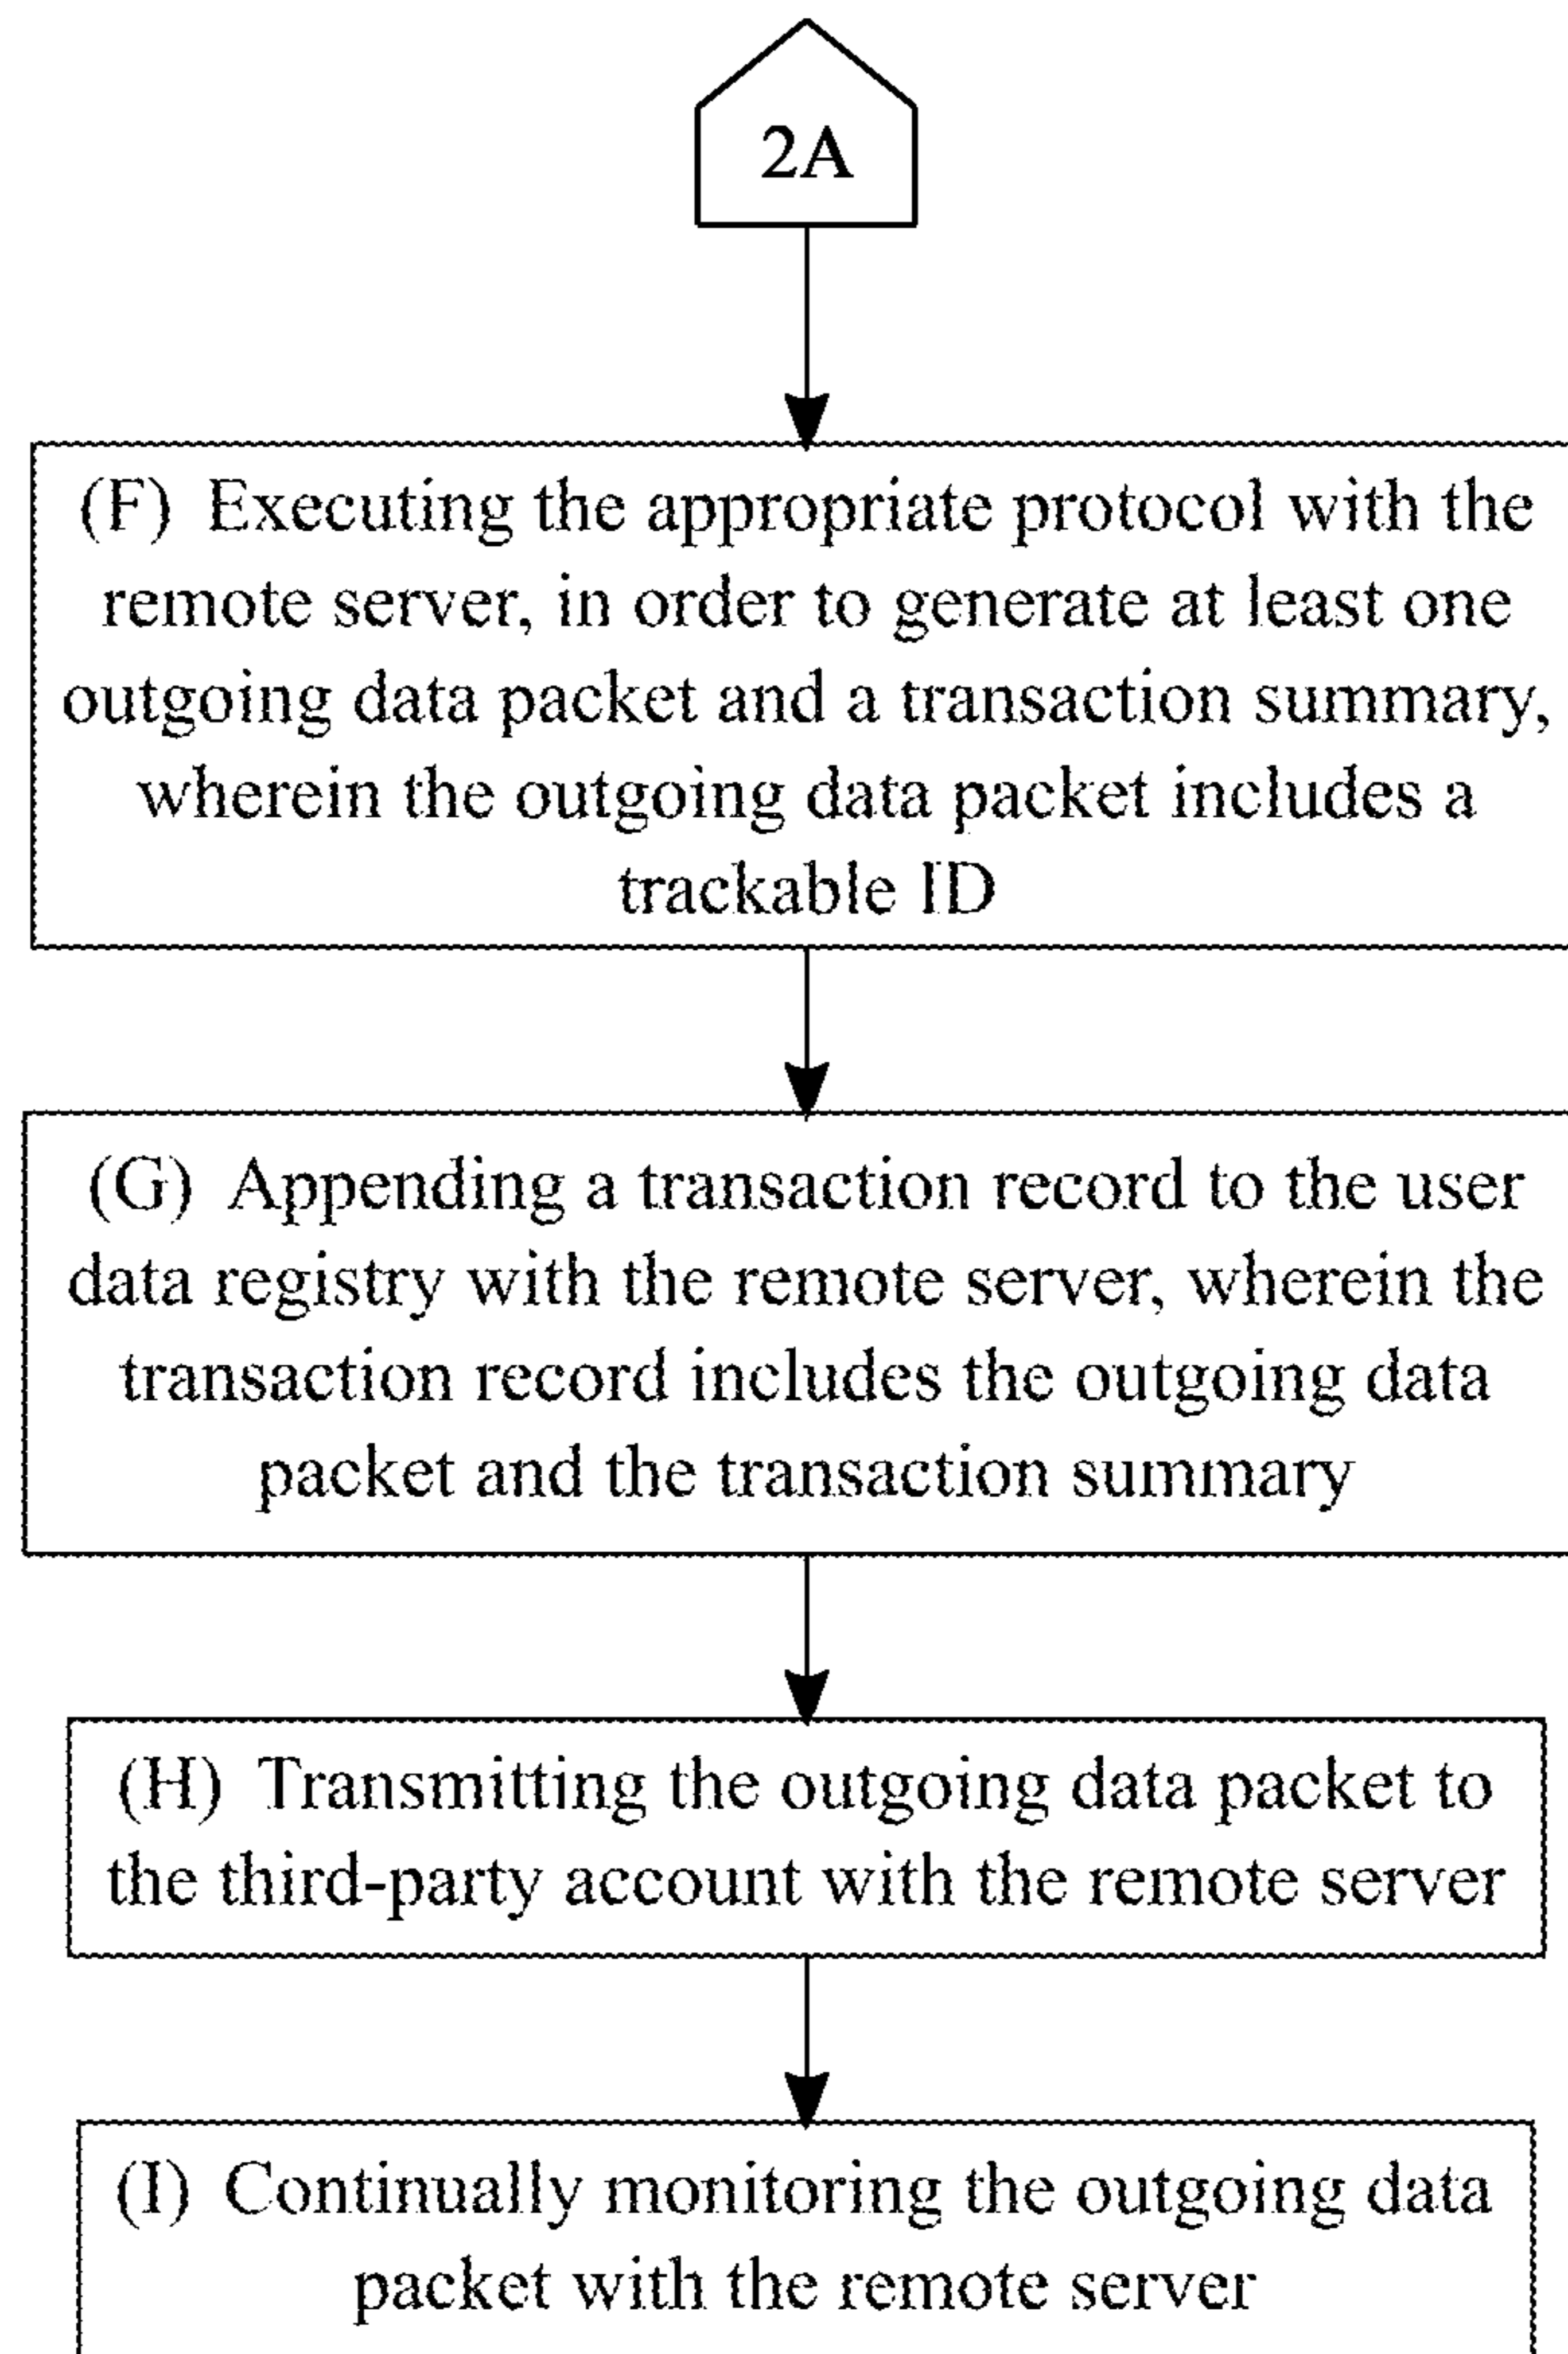 2A
(F) Executing the appropriate protocol with the
remote server, in order to generate at least one
outgoing data packet and a transaction summary,
wherein the outgoing data packet includes a
trackable ID
(G) Appending a transaction record to the user
data registry with the remote server, wherein the
transaction record includes the outgoing data
packet and the transaction summary
(H) Transmitting the outgoing data packet to
the third-party account with the remote server
(I) Continually monitoring the outgoing data
packet with the remote server